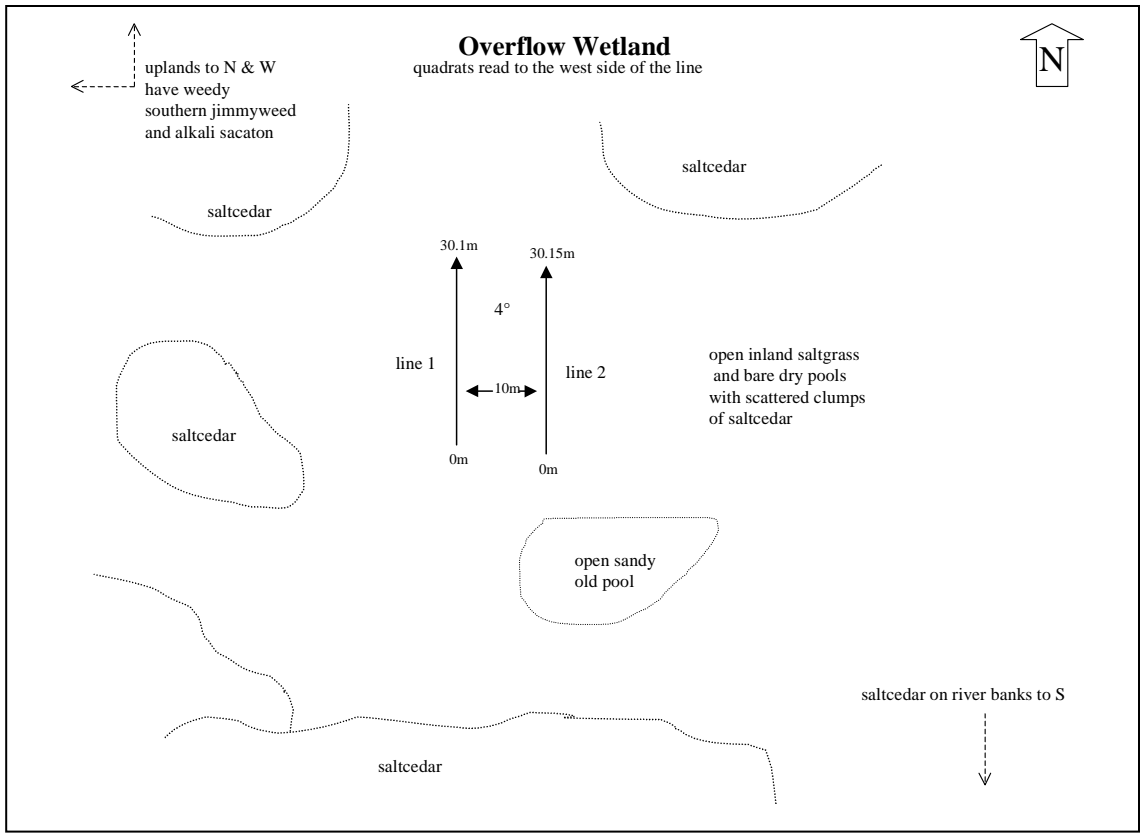 Overflow Wetland
quadrats read to the west side of the line
N
uplands to N & W
have weedy
southern jimmyweed
and alkali sacaton
saltcedar
saltcedar
30.1m
30.15m
4°
line 1
10m
line 2
0m
0m
open inland saltgrass
and bare dry pools
with scattered clumps
of saltcedar
saltcedar
open sandy
old pool
saltcedar on river banks to S
saltcedar